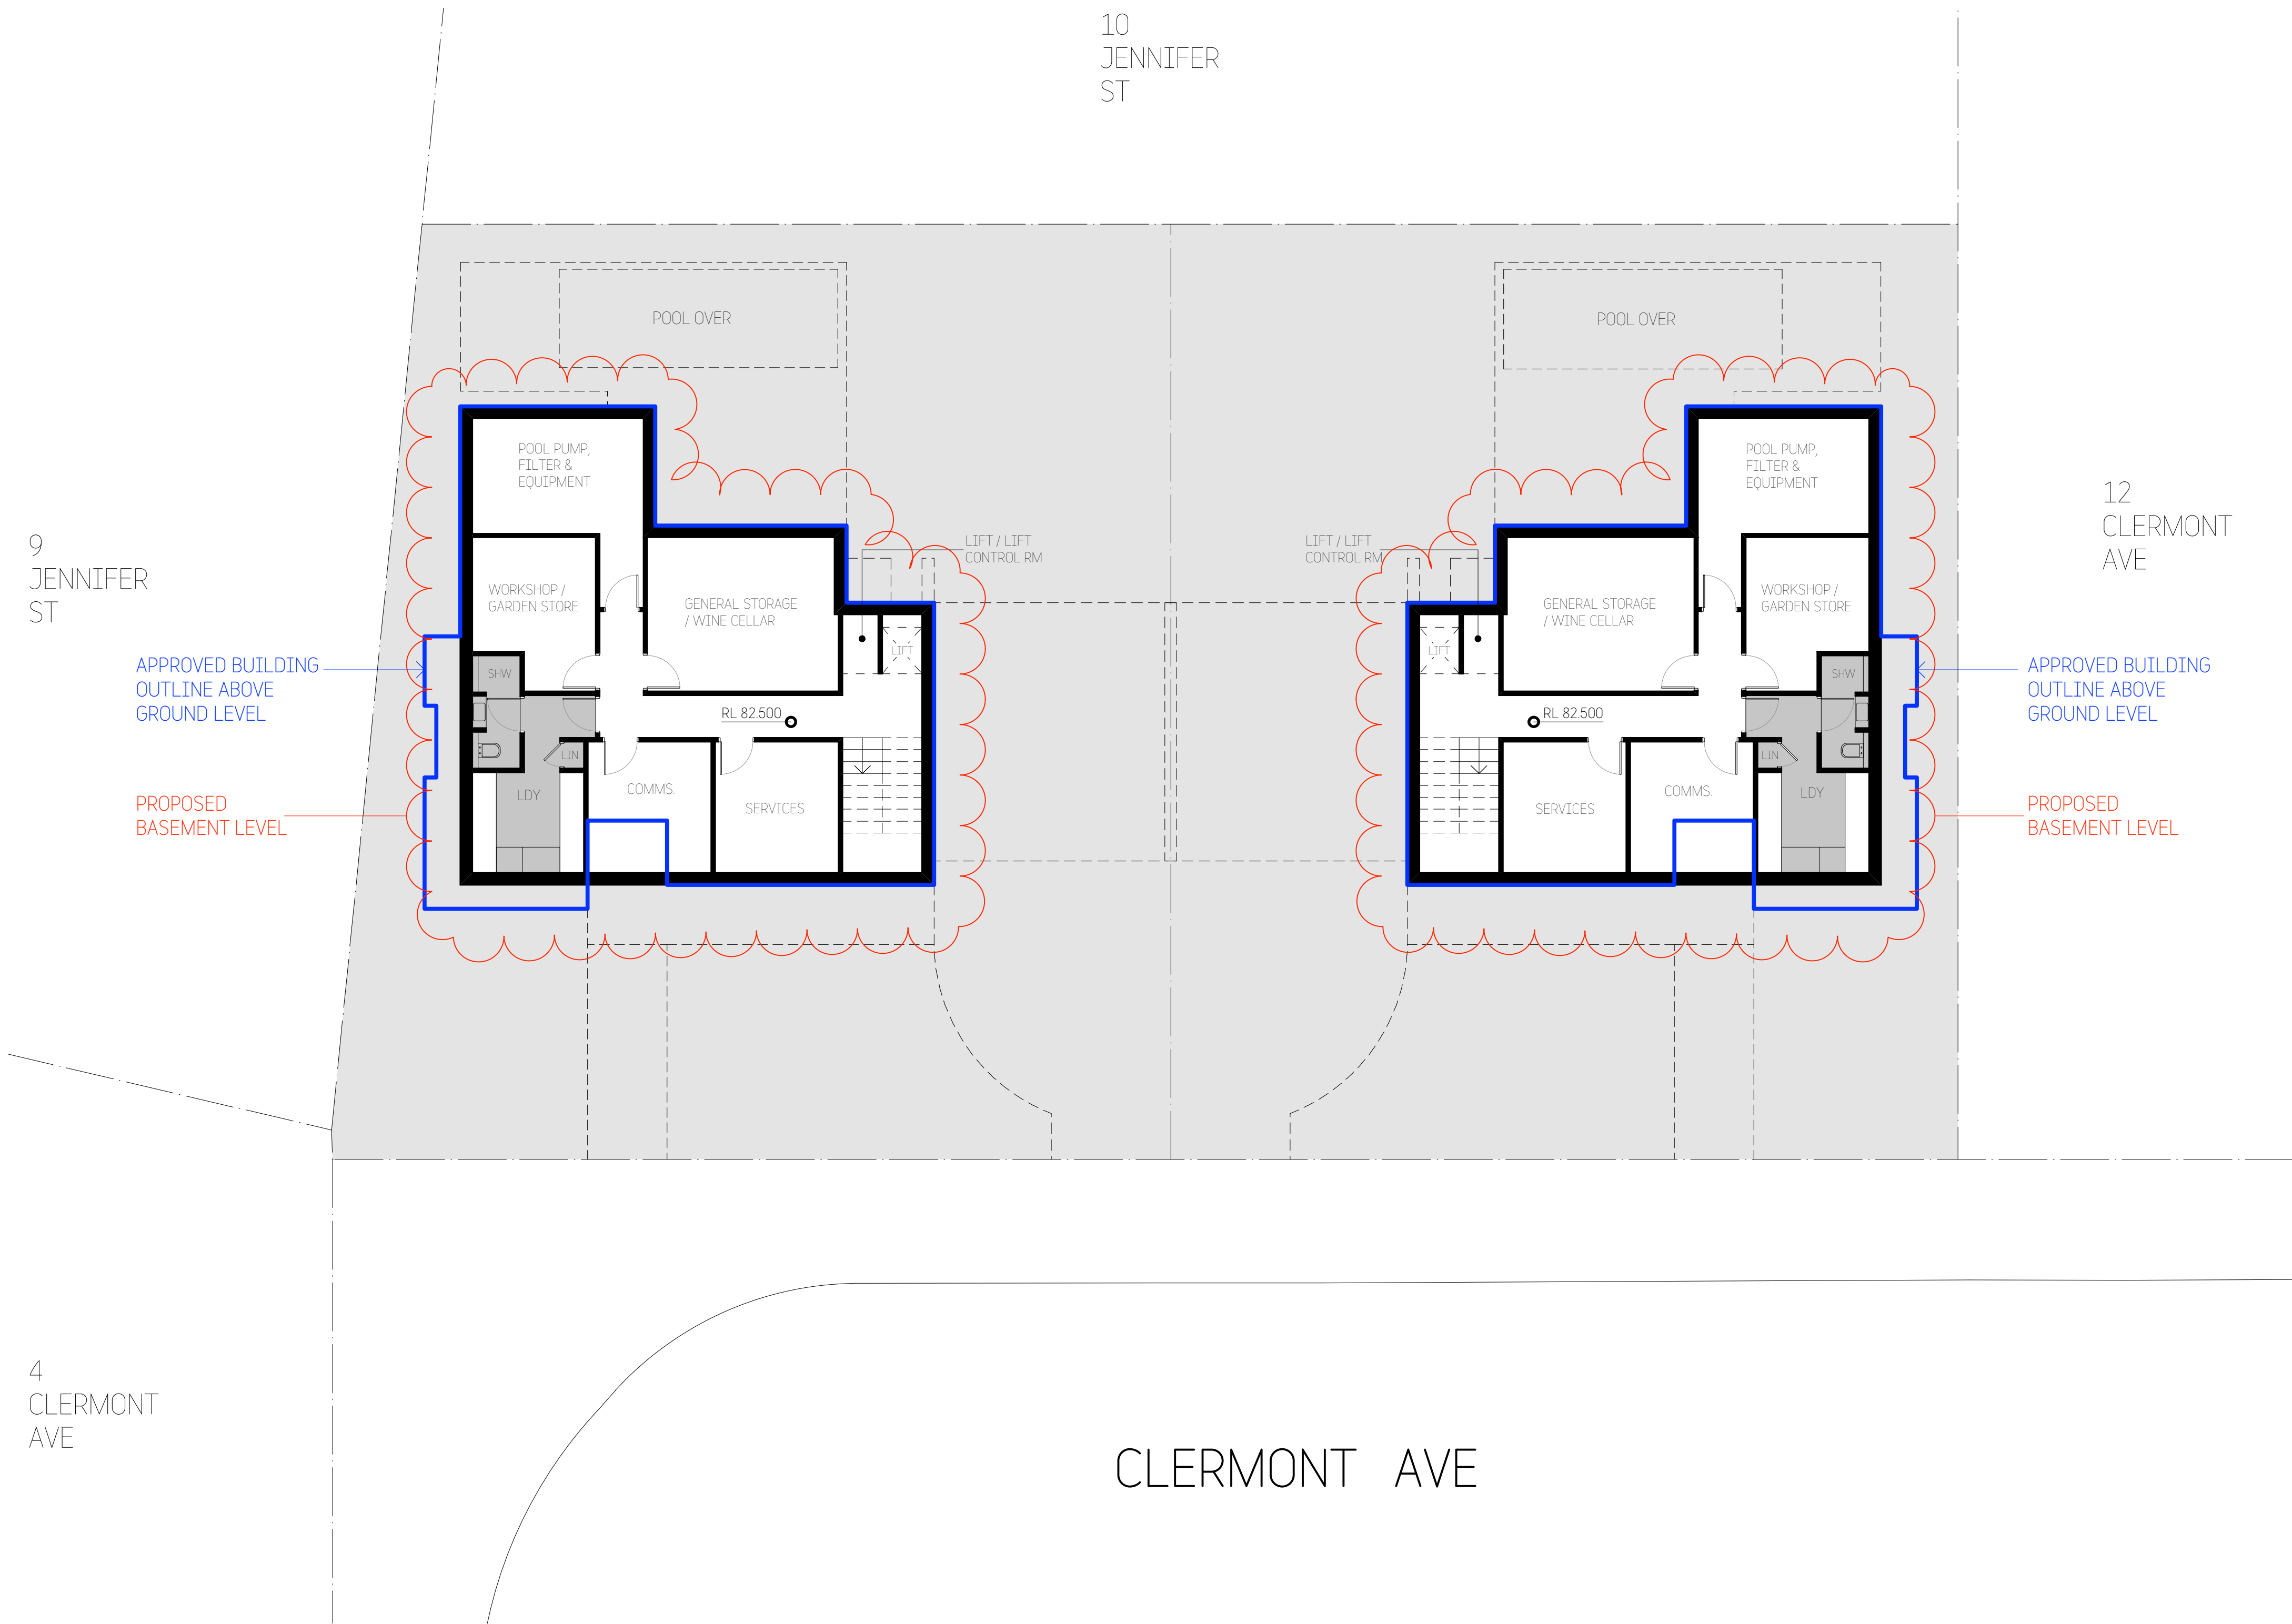 10
JENNIFER
ST
POOL OVER
POOL OVER
POOL PUMP,
FILTER &
EQUIPMENT
POOL PUMP,
FILTER &
EQUIPMENT
9
JENNIFER
ST
12
CLERMONT
AVE
LIFT / LIFT
CONTROL RM
LIFT / LIFT
CONTROL RM
WORKSHOP /
GARDEN STORE
GENERAL STORAGE
/ WINE CELLAR
GENERAL STORAGE
/ WINE CELLAR
WORKSHOP /
GARDEN STORE
LIFT
LIFT
APPROVED BUILDING
OUTLINE ABOVE
GROUND LEVEL
SHW
SHW
APPROVED BUILDING
OUTLINE ABOVE
GROUND LEVEL
RL 82.500
RL 82.500
LIN.
LIN.
PROPOSED
BASEMENT LEVEL
LDY
COMMS.
SERVICES
SERVICES
COMMS.
LDY
PROPOSED
BASEMENT LEVEL
4
CLERMONT
AVE
CLERMONT AVE